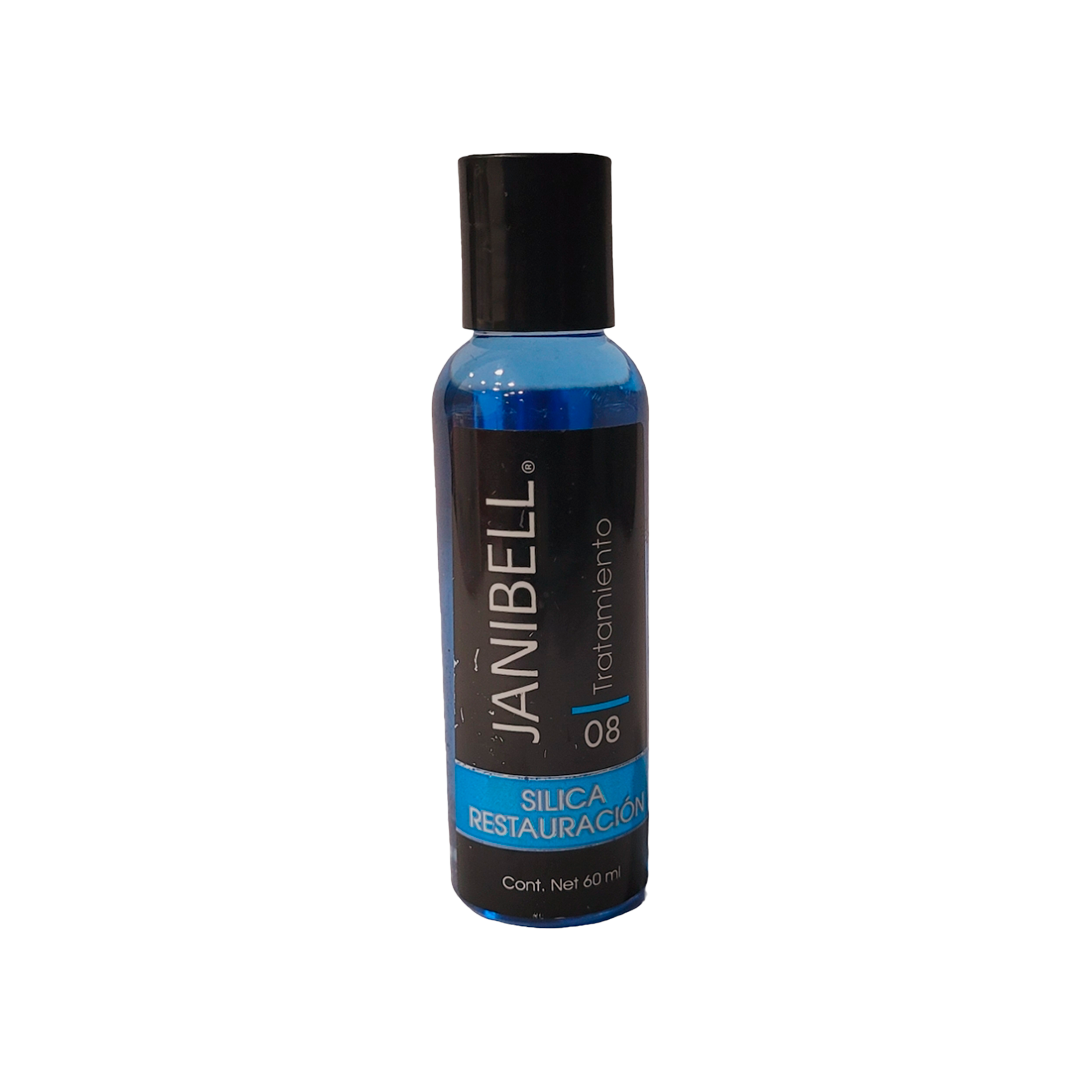 JANIBELL®
Tratamiento
08
SILICA
RESTAURACIÓN
Cont. Net 60 ml